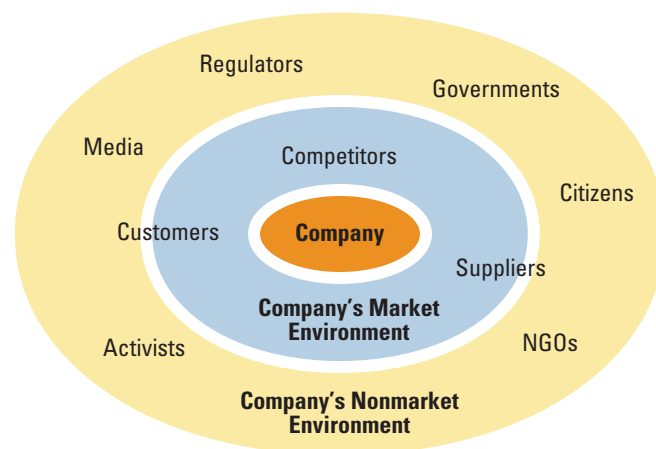 Regulators
Governments
Media
Competitors
Citizens
Customers
Company
Suppliers
Company's Market
Environment
Activists
NGOs
Company's Nonmarket
Environment